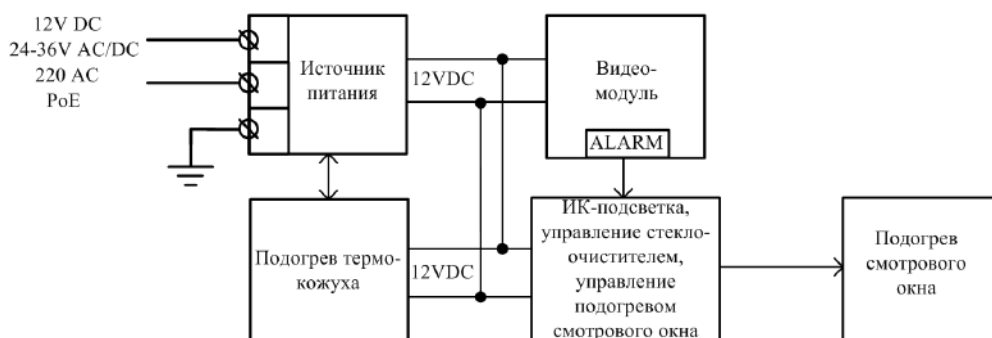 12V DC
24-36V AC/DC
220 AC
PoE
Источник
питания
12VDC
Видео-
модуль
ALARM
Подогрев термо-
кожуха
12VDC
ИК-подсветка,
управление стекло-
очистителем,
управление
подогревом
смотрового окна
Подогрев
смотрового
окна